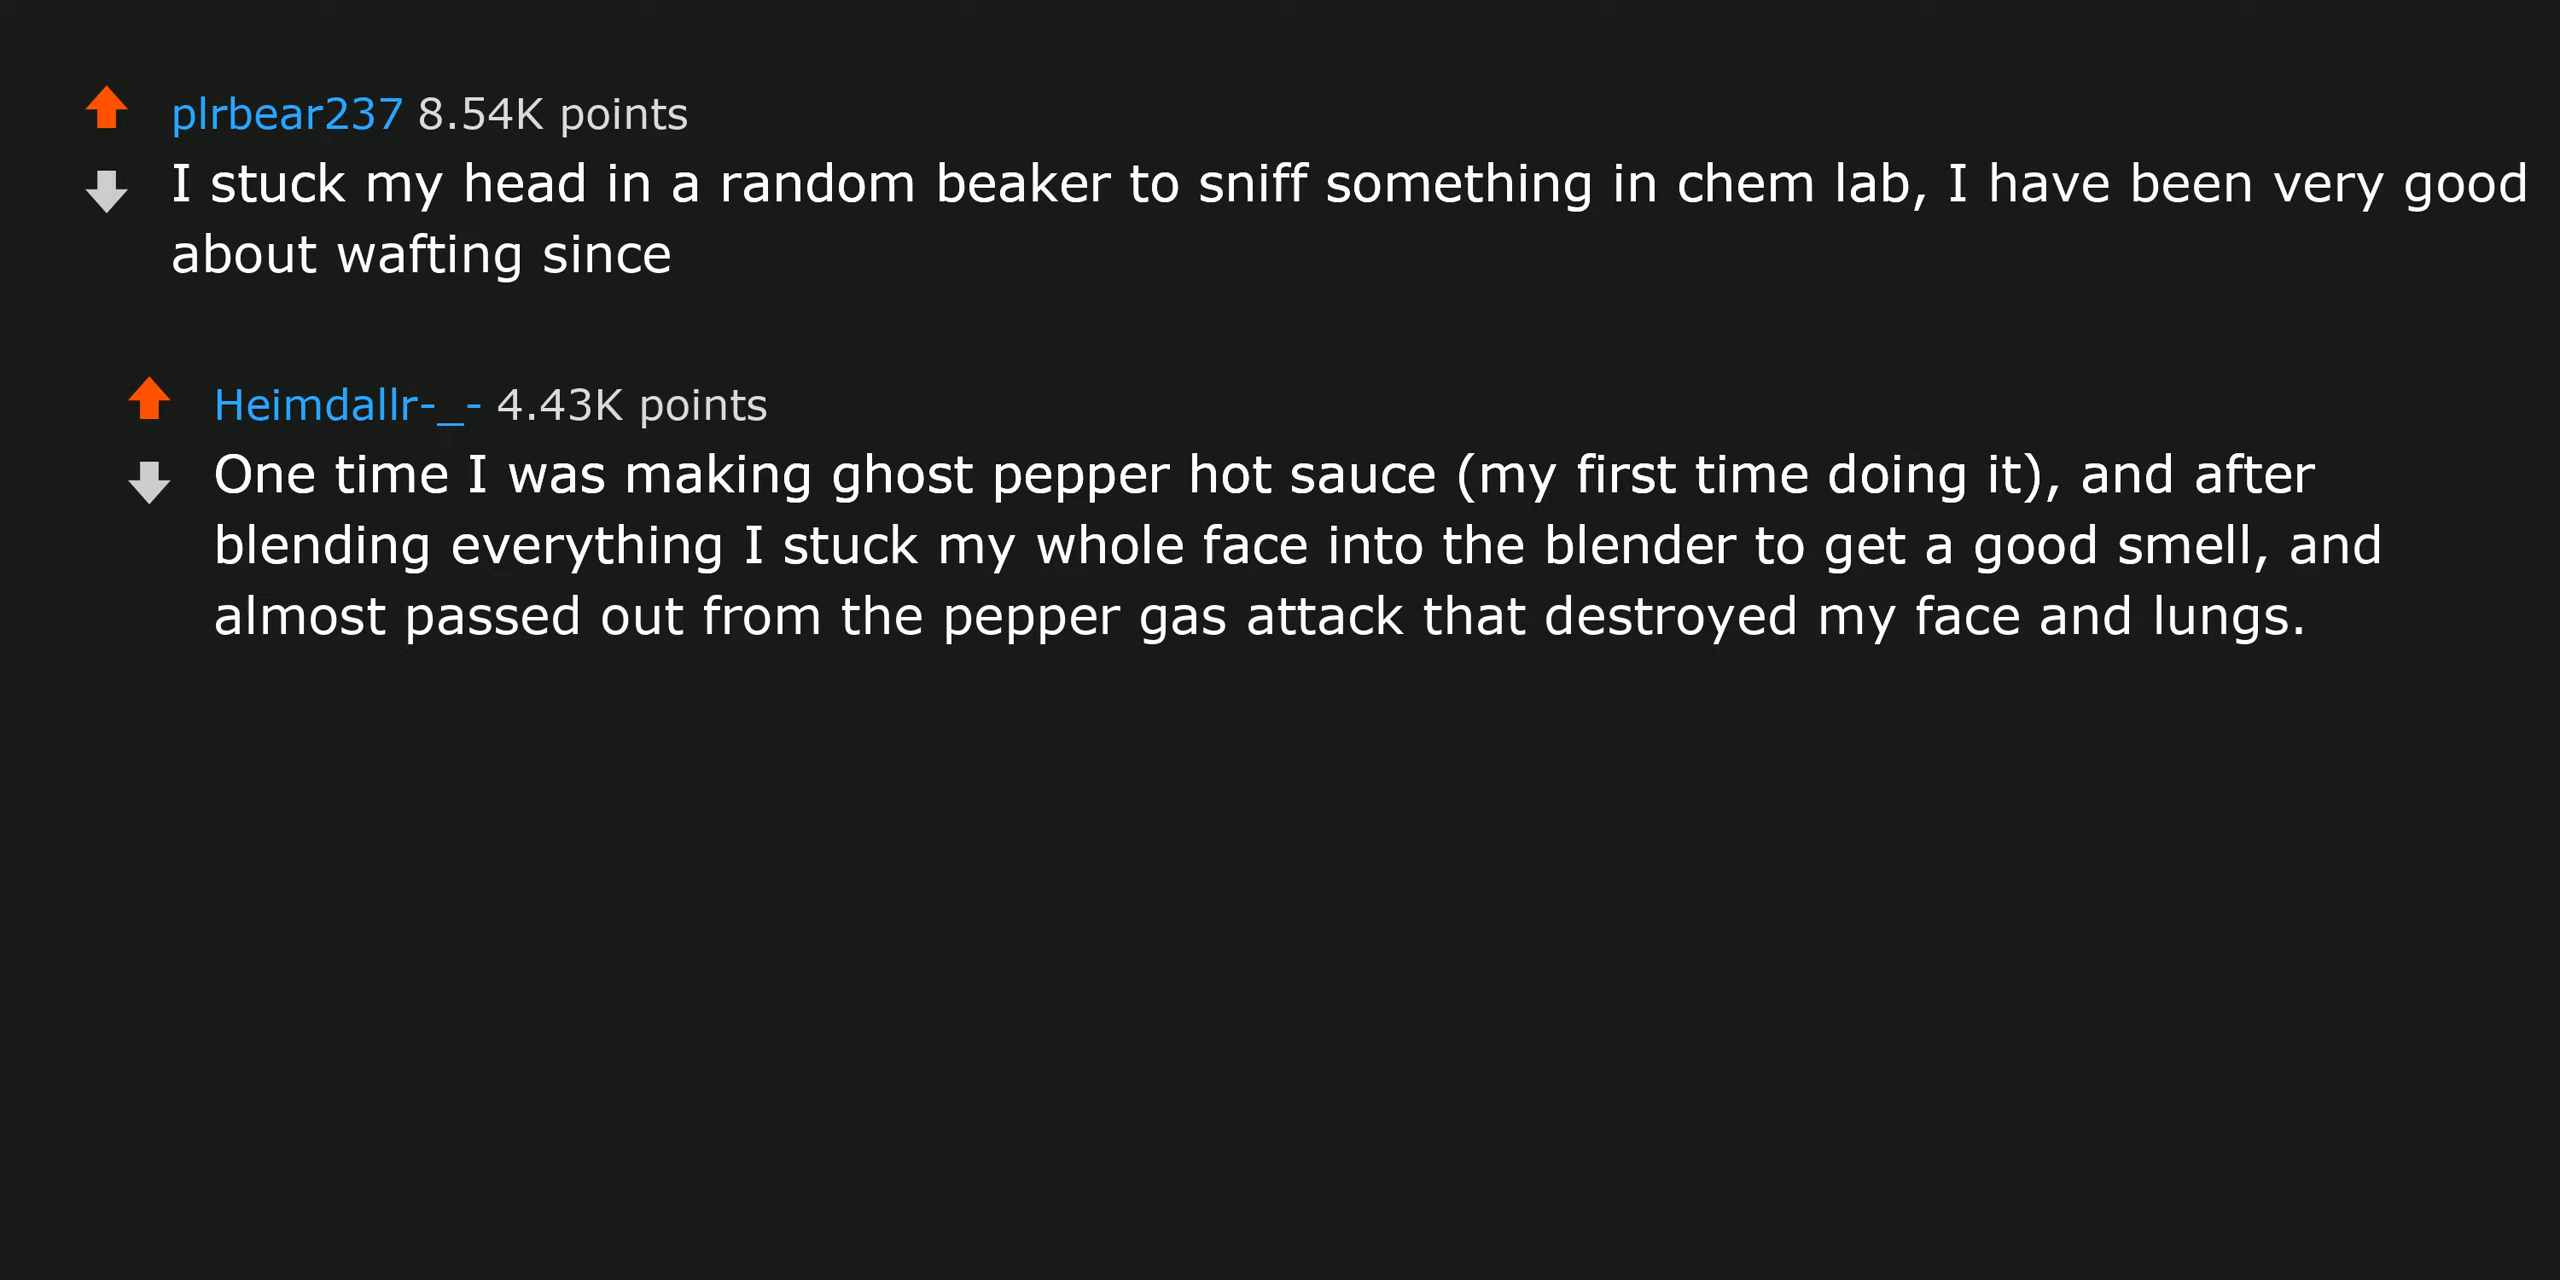 plrbear237 8.54K points
I stuck my head in a random beaker to sniff something in chem lab, I have been very good
about wafting since
Heimdallr-_- 4.43K points
One time I was making ghost pepper hot sauce (my first time doing it), and after
blending everything I stuck my whole face into the blender to get a good smell, and
almost passed out from the pepper gas attack that destroyed my face and lungs.